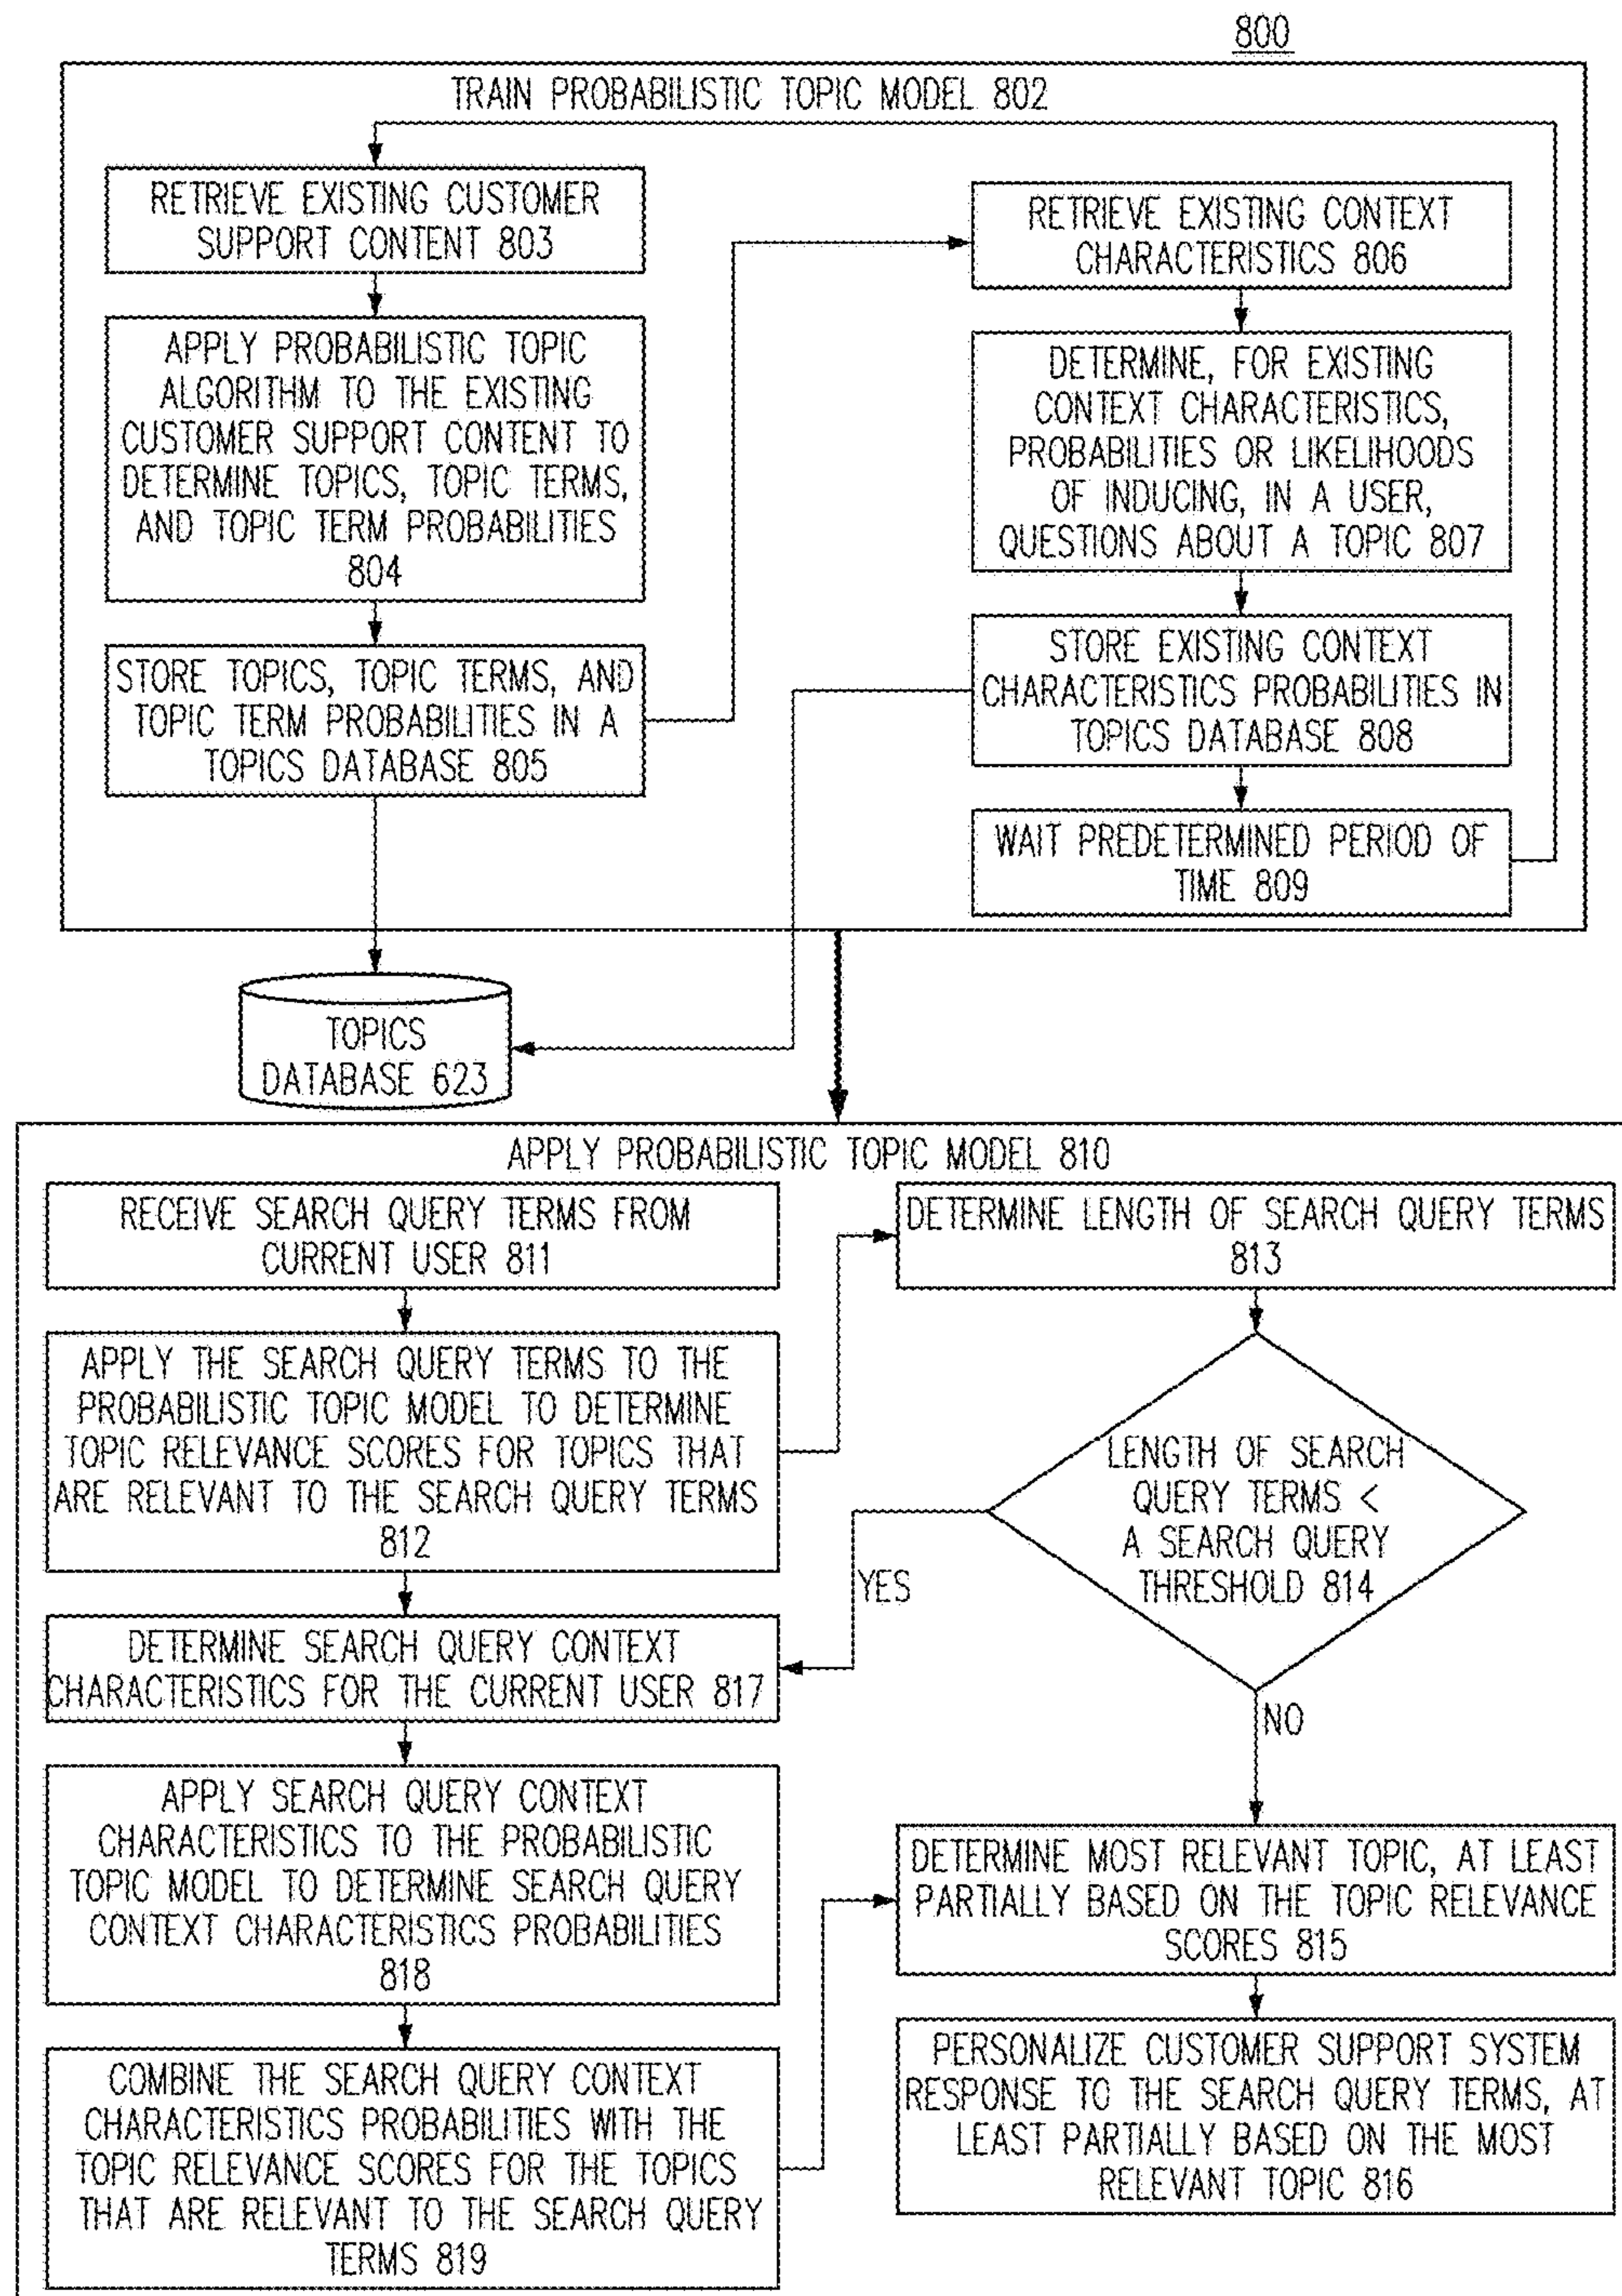 800
TRAIN PROBABILISTIC TOPIC MODEL 802
RETRIEVE EXISTING CUSTOMER
SUPPORT CONTENT 803
APPLY PROBABILISTIC TOPIC
ALGORITHM TO THE EXISTING
CUSTOMER SUPPORT CONTENT TO
DETERMINE TOPICS, TOPIC TERMS,
AND TOPIC TERM PROBABILITIES
804
STORE TOPICS, TOPIC TERMS, AND
TOPIC TERM PROBABILITIES IN A
TOPICS DATABASE 805
RETRIEVE EXISTING CONTEXT
CHARACTERISTICS 806
DETERMINE, FOR EXISTING
CONTEXT CHARACTERISTICS,
PROBABILITIES OR LIKELIHOODS
OF INDUCING, IN A USER,
QUESTIONS ABOUT A TOPIC 807
STORE EXISTING CONTEXT
CHARACTERISTICS PROBABILITIES IN
TOPICS DATABASE 808
WAIT PREDETERMINED PERIOD OF
TIME 809
TOPICS
DATABASE 623
APPLY PROBABILISTIC TOPIC MODEL 810
RECEIVE SEARCH QUERY TERMS FROM
CURRENT USER 811
APPLY THE SEARCH QUERY TERMS TO THE
PROBABILISTIC TOPIC MODEL TO DETERMINE
TOPIC RELEVANCE SCORES FOR TOPICS THAT
ARE RELEVANT TO THE SEARCH QUERY TERMS
812
DETERMINE LENGTH OF SEARCH QUERY TERMS
813
LENGTH OF SEARCH
QUERY TERMS <
A SEARCH QUERY
THRESHOLD 814
YES
NO
DETERMINE SEARCH QUERY CONTEXT
CHARACTERISTICS FOR THE CURRENT USER 817
APPLY SEARCH QUERY CONTEXT
CHARACTERISTICS TO THE PROBABILISTIC
TOPIC MODEL TO DETERMINE SEARCH QUERY
CONTEXT CHARACTERISTICS PROBABILITIES
818
COMBINE THE SEARCH QUERY CONTEXT
CHARACTERISTICS PROBABILITIES WITH THE
TOPIC RELEVANCE SCORES FOR THE TOPICS
THAT ARE RELEVANT TO THE SEARCH QUERY
TERMS 819
DETERMINE MOST RELEVANT TOPIC, AT LEAST
PARTIALLY BASED ON THE TOPIC RELEVANCE
SCORES 815
PERSONALIZE CUSTOMER SUPPORT SYSTEM
RESPONSE TO THE SEARCH QUERY TERMS, AT
LEAST PARTIALLY BASED ON THE MOST
RELEVANT TOPIC 816